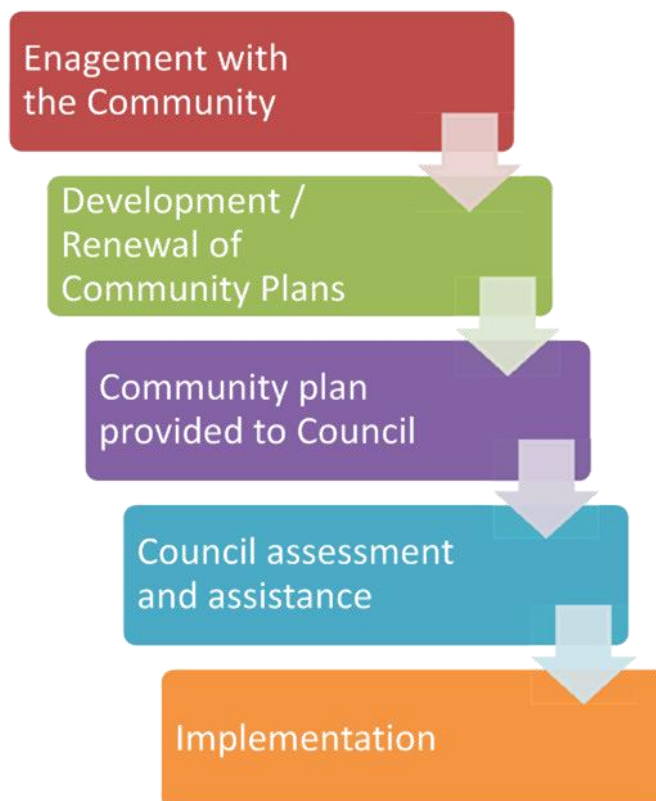 Enagement with
the Community
Development /
Renewal of
Community Plans
Community plan
provided to Council
Council assessment
and assistance
Implementation